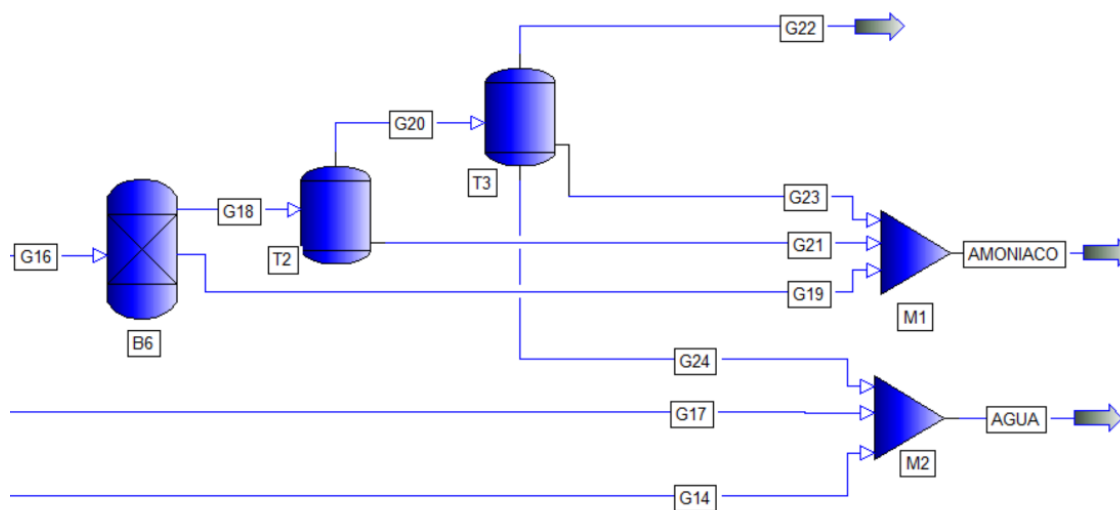 G22
G20
T3
G18
G23
T2
G21
G16
AMONIACO
G19
M1
B6
G24
G17
AGUA
M2
G14